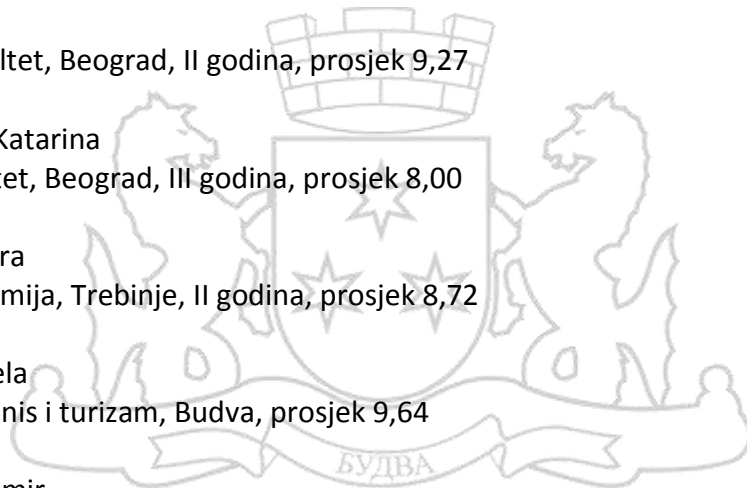 ltet, Beograd, II godina, prosjek 9,27
Katarina
tet, Beograd, III godina, prosjek 8,00
ra
mija, Trebinje, II godina, prosjek 8,72
ela
nis i turizam, Budva, prosjek 9,64
БУДВА
mir